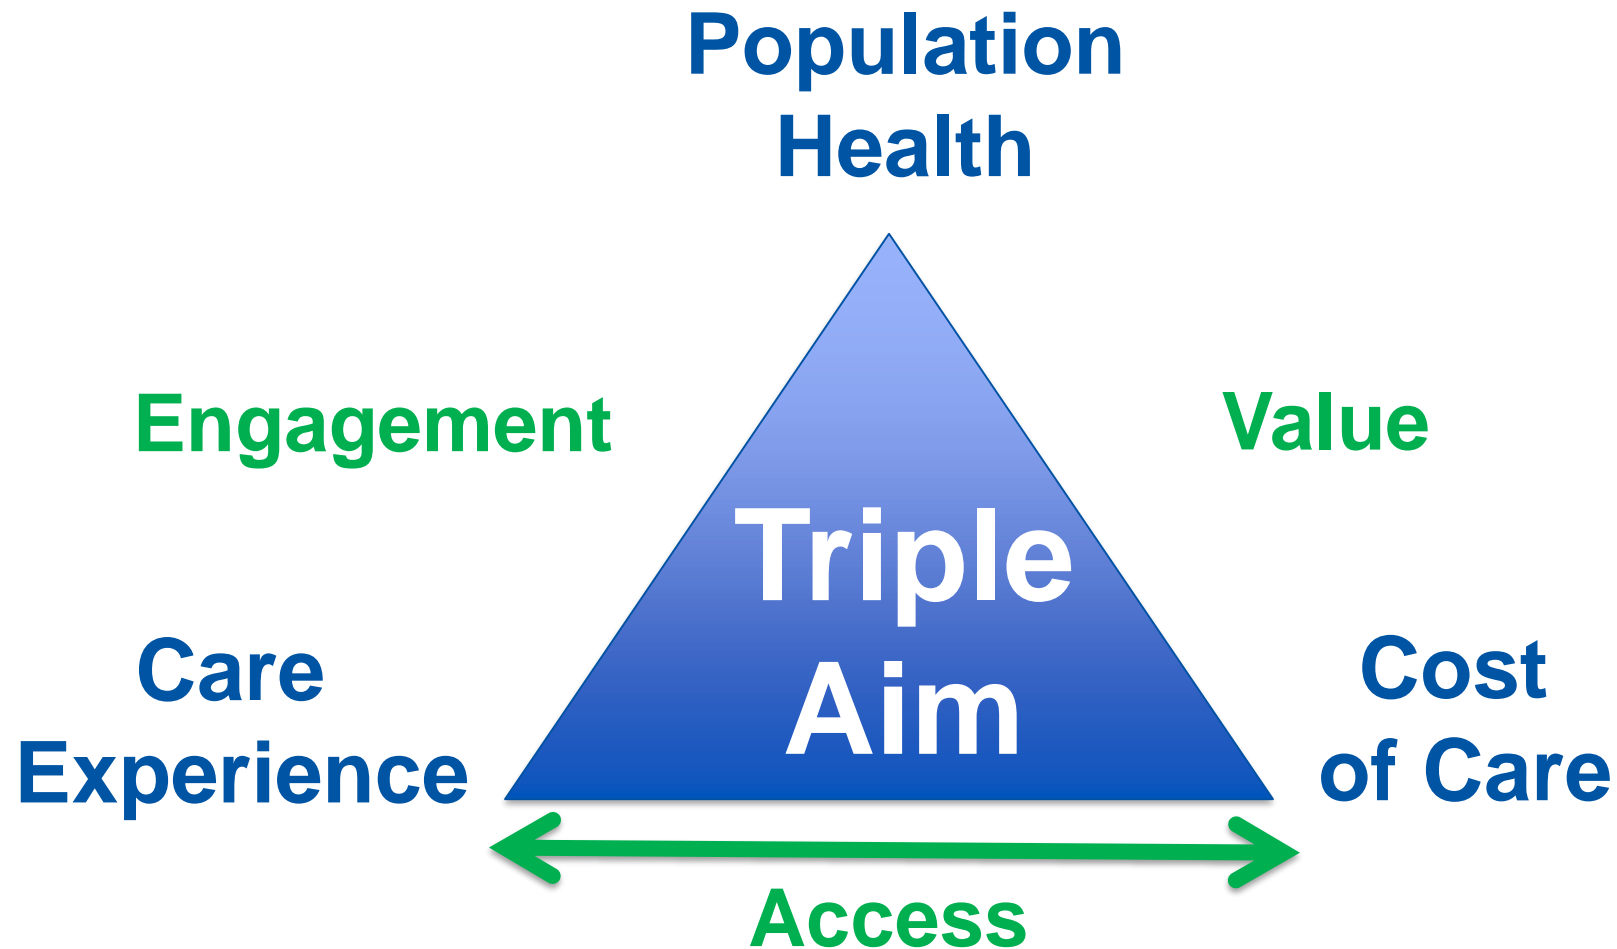 Population
Health
Engagement
Value
Triple
Aim
Care
Experience
Cost
of Care
Access